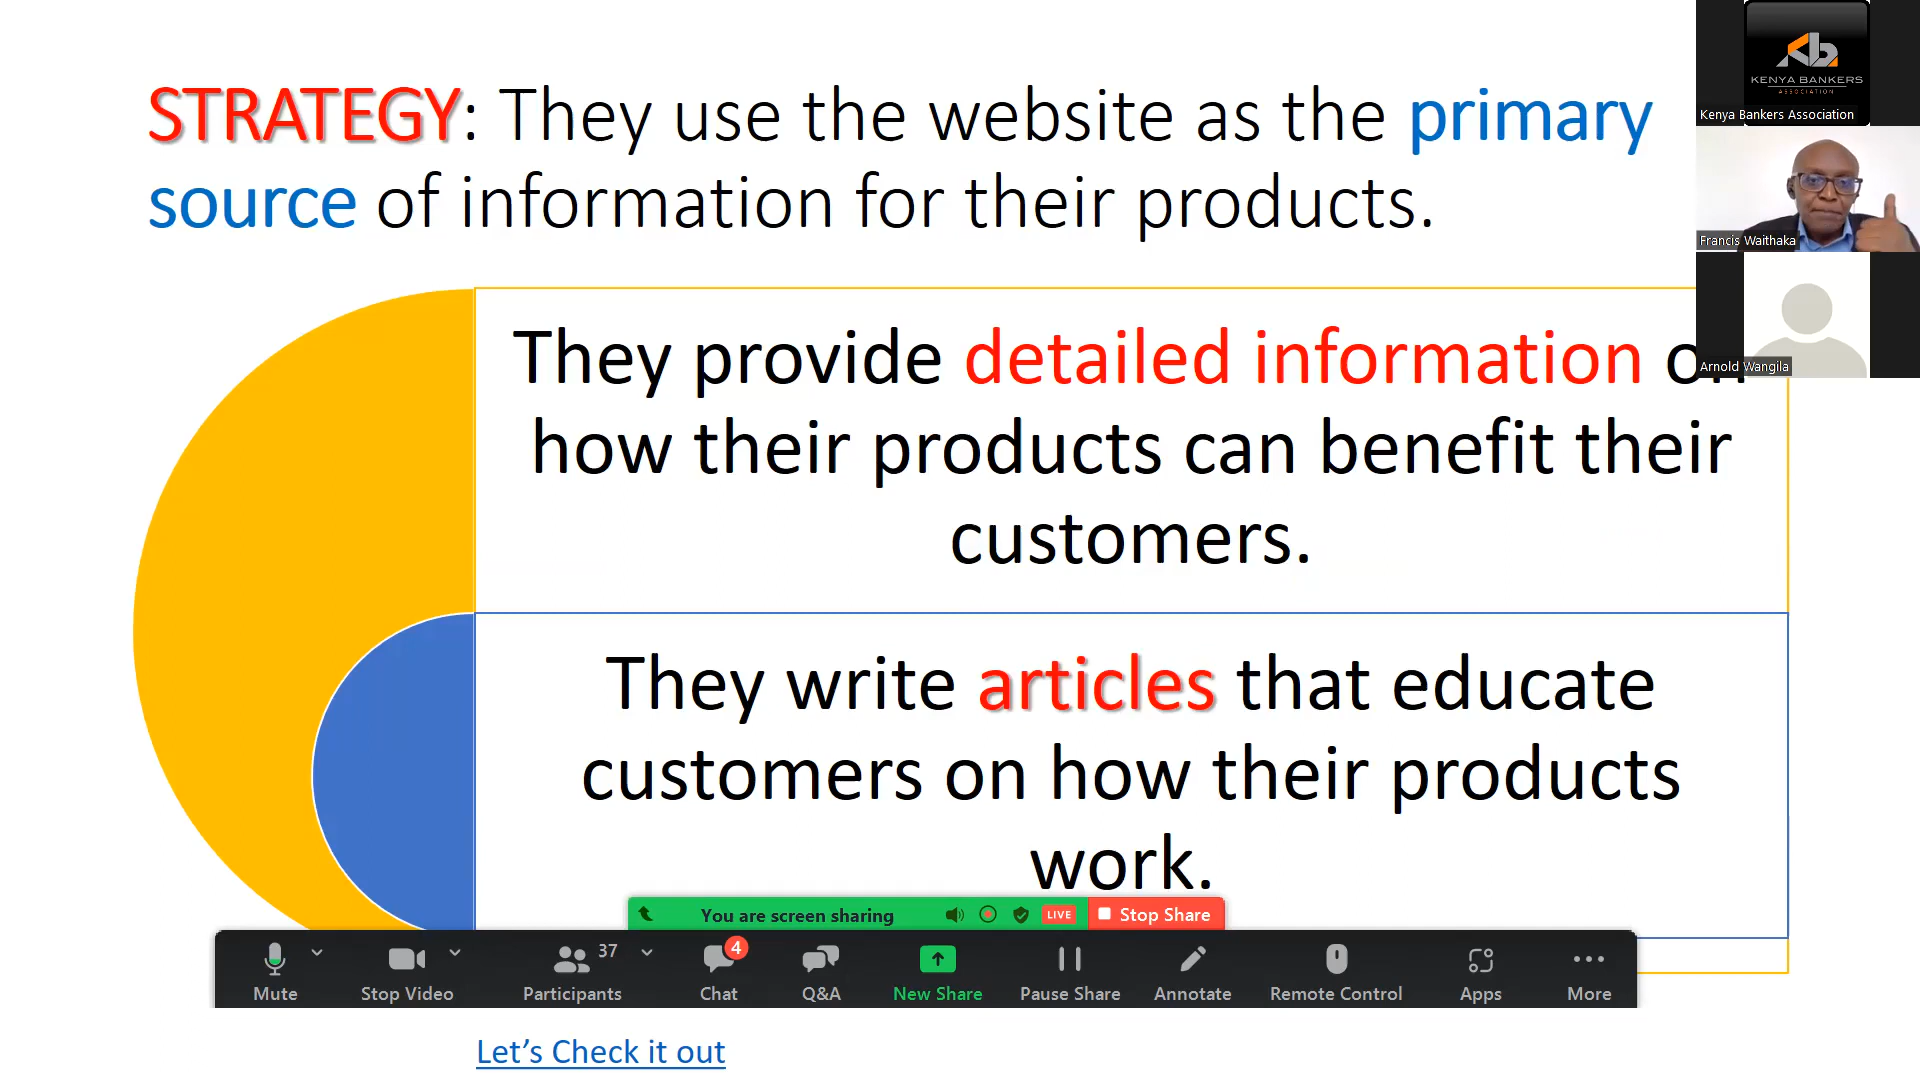 STRATEGY: They use the website as the primary
source of information for their products.
They provide detailed information on
how their products can benefit their
customers.
They write articles that educate
customers on how their products
work.
KENYA BANKERS
ASSOCIATION
Kenya Bankers Association
Francis Waithaka
Arnold Wangila
You are screen sharing LIVE Stop Share
37 4
Mute Stop Video Participants Chat Q&A New Share Pause Share Annotate Remote Control Apps More
Let's Check it out